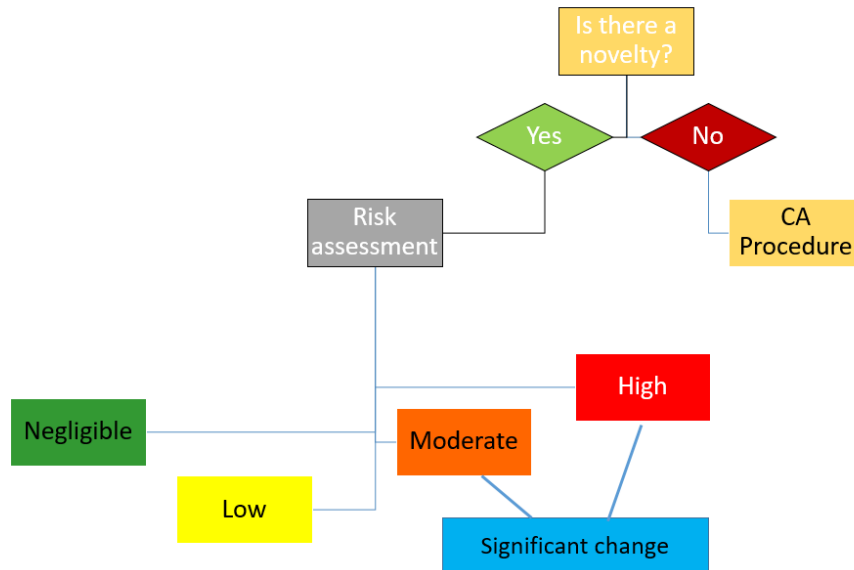 Is there a
novelty?
Yes
No
Risk
assessment
CA
Procedure
High
Negligible
Moderate
Low
Significant change